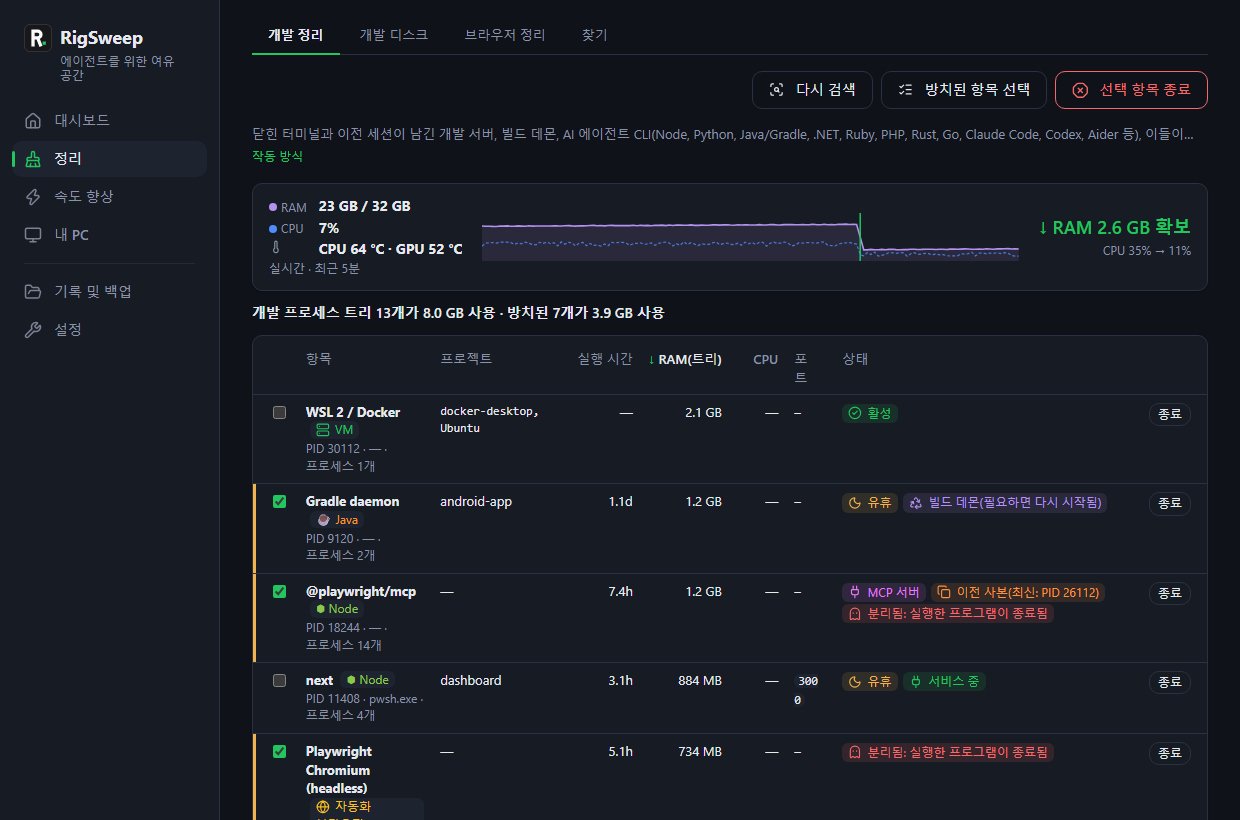 RigSweep
에이전트를 위한 여유
공간
대시보드
정리
속도 향상
내 PC
기록 및 백업
설정
개발 정리 개발 디스크 브라우저 정리 찾기
다시 검색 방치된 항목 선택 선택 항목 종료
닫힌 터미널과 이전 세션이 남긴 개발 서버, 빌드 데몬, AI 에이전트 CLI(Node, Python, Java/Gradle, .NET, Ruby, PHP, Rust, Go, Claude Code, Codex, Aider 등), 이들이...
작동 방식
RAM 23 GB / 32 GB
CPU 7%
CPU 64 °C · GPU 52 °C
실시간 · 최근 5분
↓ RAM 2.6 GB 확보
CPU 35% → 11%
개발 프로세스 트리 13개가 8.0 GB 사용 · 방치된 7개가 3.9 GB 사용
항목 프로젝트 실행 시간 ↓ RAM(트리) CPU 포
트 상태
WSL 2 / Docker docker-desktop, — 2.1 GB — – 활성 종료
VM Ubuntu
PID 30112 · — ·
프로세스 1개
Gradle daemon android-app 1.1d 1.2 GB — – 유휴 빌드 데몬(필요하면 다시 시작됨) 종료
Java
PID 9120 · — ·
프로세스 2개
@playwright/mcp — 7.4h 1.2 GB — – MCP 서버 이전 사본(최신: PID 26112) 종료
Node 분리됨: 실행한 프로그램이 종료됨
PID 18244 · — ·
프로세스 14개
next Node dashboard 3.1h 884 MB — 300 유휴 서비스 중 종료
PID 11408 · pwsh.exe · 0
프로세스 4개
Playwright — 5.1h 734 MB — – 분리됨: 실행한 프로그램이 종료됨 종료
Chromium
(headless)
자동화